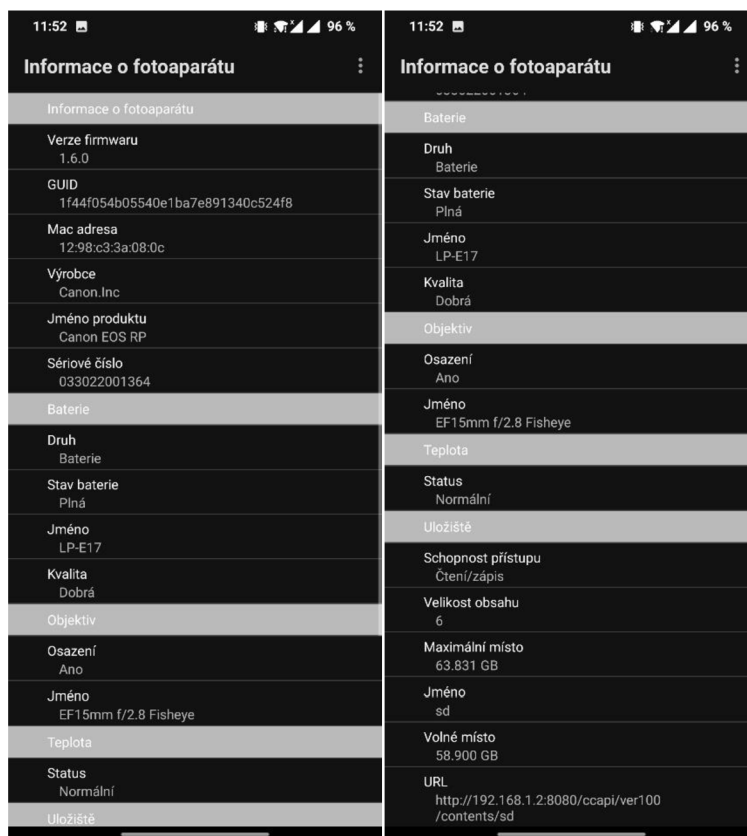 11:52
96 %
Informace o fotoaparátu
Informace o fotoaparátu
Verze firmwaru
1.6.0
GUID
1f44f054b05540e1ba7e891340c524f8
Mac adresa
12:98:c3:3a:08:0c
Výrobce
Canon.Inc
Jméno produktu
Canon EOS RP
Sériové číslo
033022001364
Baterie
Druh
Baterie
Stav baterie
Plná
Jméno
LP-E17
Kvalita
Dobrá
Objektiv
Osazení
Ano
Jméno
EF15mm f/2.8 Fisheye
Teplota
Status
Normální
Uložiště
11:52
96 %
Informace o fotoaparátu
Baterie
Druh
Baterie
Stav baterie
Plná
Jméno
LP-E17
Kvalita
Dobrá
Objektiv
Osazení
Ano
Jméno
EF15mm f/2.8 Fisheye
Teplota
Status
Normální
Uložiště
Schopnost přístupu
Čtení/zápis
Velikost obsahu
6
Maximální místo
63.831 GB
Jméno
sd
Volné místo
58.900 GB
URL
http://192.168.1.2:8080/ccapi/ver100
/contents/sd